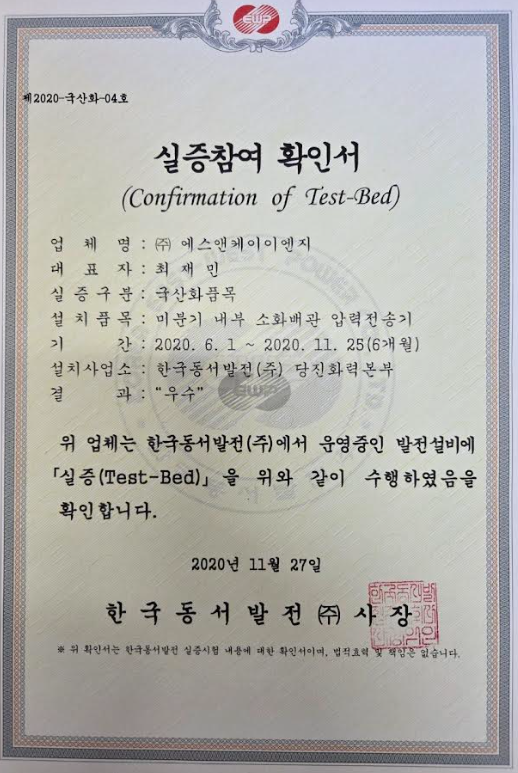 EWP
제2020-국산화-04호
실증참여 확인서
(Confirmation of Test-Bed)
업 체 명 : ㈜ 에스앤케이이엔지
대 표 자 : 최 재 민
실 증 구 분 : 국산화품목
설 치 품 목 : 미분기 내부 소화배관 압력전송기
기 간 : 2020. 6. 1 ~ 2020. 11. 25(6개월)
설치사업소 : 한국동서발전(주) 당진화력본부
결 과 : "우수"
위 업체는 한국동서발전(주)에서 운영중인 발전설비에
「실증(Test-Bed)」을 위와 같이 수행하였음을
확인합니다.
2020년 11월 27일
한 국 동 서 발 전 ㈜ 사 장
※ 위 확인서는 한국동서발전 실증시험 내용에 대한 확인서이며, 법적효력 및 책임은 없습니다.